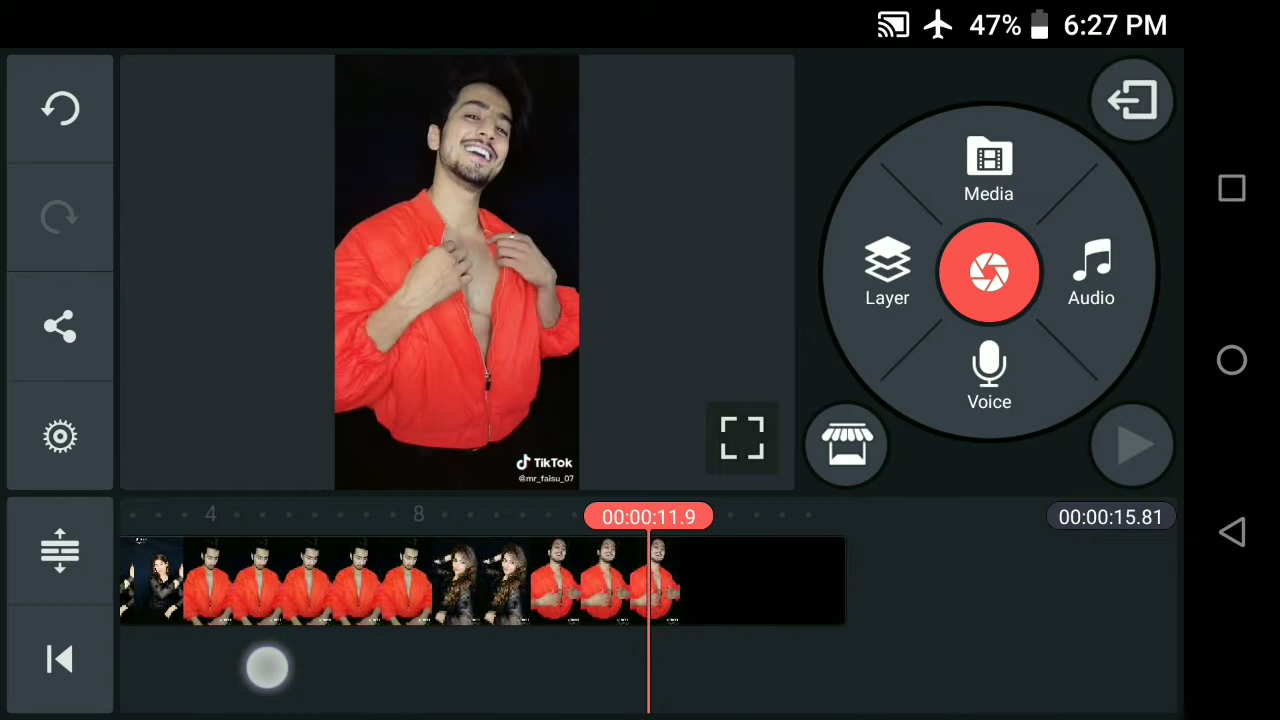 47% 6:27 PM
Media
Layer
Audio
Voice
TikTok
@mr_faisu_07
4
8
00:00:11.9
00:00:15.81